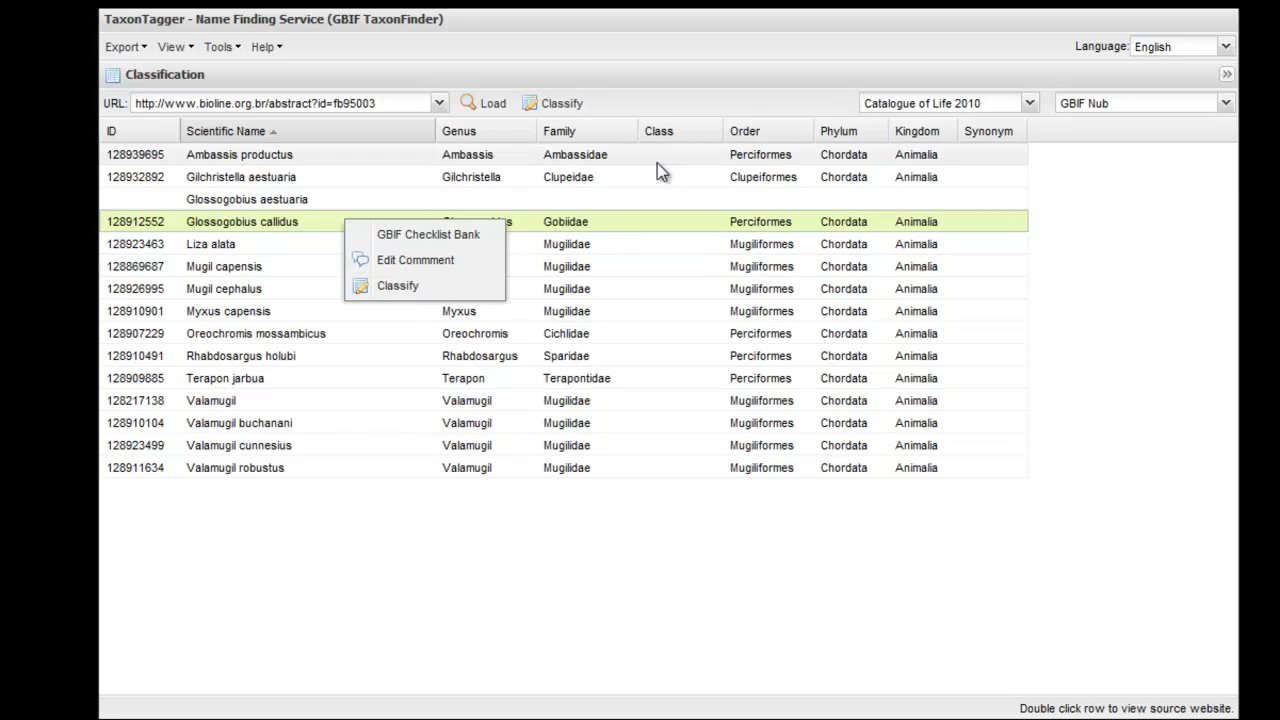 TaxonTagger - Name Finding Service (GBIF TaxonFinder)
Export View Tools Help Language: English
Classification
URL: http://www.bioline.org.br/abstract?id=fb95003 Load Classify Catalogue of Life 2010 GBIF Nub
ID Scientific Name Genus Family Class Order Phylum Kingdom Synonym
128939695 Ambassis productus Ambassis Ambassidae Perciformes Chordata Animalia
128932892 Gilchristella aestuaria Gilchristella Clupeidae Clupeiformes Chordata Animalia
Glossogobius aestuaria
128912552 Glossogobius callidus Gobiidae Perciformes Chordata Animalia
GBIF Checklist Bank
128923463 Liza alata Mugilidae Mugiliformes Chordata Animalia
Edit Commment
128869687 Mugil capensis Mugilidae Mugiliformes Chordata Animalia
Classify
128926995 Mugil cephalus Mugilidae Mugiliformes Chordata Animalia
128910901 Myxus capensis Myxus Mugilidae Mugiliformes Chordata Animalia
128907229 Oreochromis mossambicus Oreochromis Cichlidae Perciformes Chordata Animalia
128910491 Rhabdosargus holubi Rhabdosargus Sparidae Perciformes Chordata Animalia
128909885 Terapon jarbua Terapon Terapontidae Perciformes Chordata Animalia
128217138 Valamugil Valamugil Mugilidae Mugiliformes Chordata Animalia
128910104 Valamugil buchanani Valamugil Mugilidae Mugiliformes Chordata Animalia
128923499 Valamugil cunnesius Valamugil Mugilidae Mugiliformes Chordata Animalia
128911634 Valamugil robustus Valamugil Mugilidae Mugiliformes Chordata Animalia
Double click row to view source website.